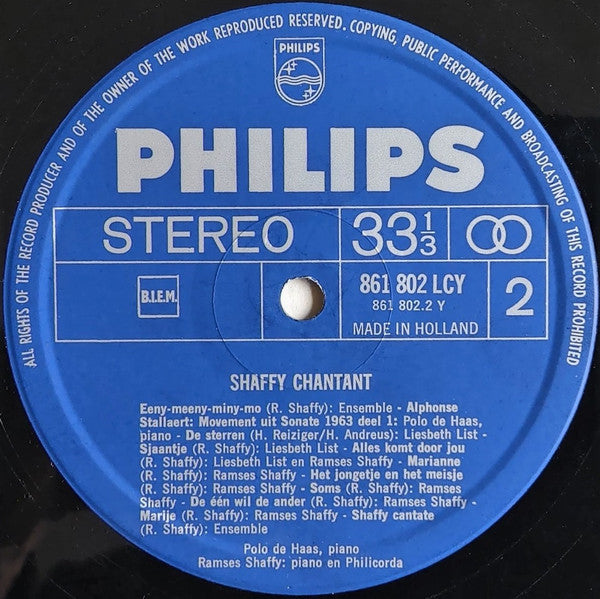 ALL RIGHTS OF THE RECORD PRODUCER AND OF THE OWNER OF THE WORK REPRODUCED RESERVED. COPYING, PUBLIC PERFORMANCE AND BROADCASTING OF THIS RECORD PROHIBITED
PHILIPS
PHILIPS
STEREO 33 1/3
B.I.E.M. 861 802 LCY 2
861 802.2 Y
MADE IN HOLLAND
SHAFFY CHANTANT
Eeny-meeny-miny-mo (R. Shaffy): Ensemble - Alphonse
Stallaert: Movement uit Sonate 1963 deel 1: Polo de Haas,
piano - De sterren (H. Reiziger/H. Andreus): Liesbeth List -
Sjaantje (R. Shaffy): Liesbeth List - Alles komt door jou
(R. Shaffy): Liesbeth List en Ramses Shaffy - Marianne
(R. Shaffy): Ramses Shaffy - Het jongetje en het meisje
(R. Shaffy): Ramses Shaffy - Soms (R. Shaffy): Ramses
Shaffy - De één wil de ander (R. Shaffy): Ramses Shaffy -
Marije (R. Shaffy): Ramses Shaffy - Shaffy cantate
(R. Shaffy): Ensemble
Polo de Haas, piano
Ramses Shaffy: piano en Philicorda